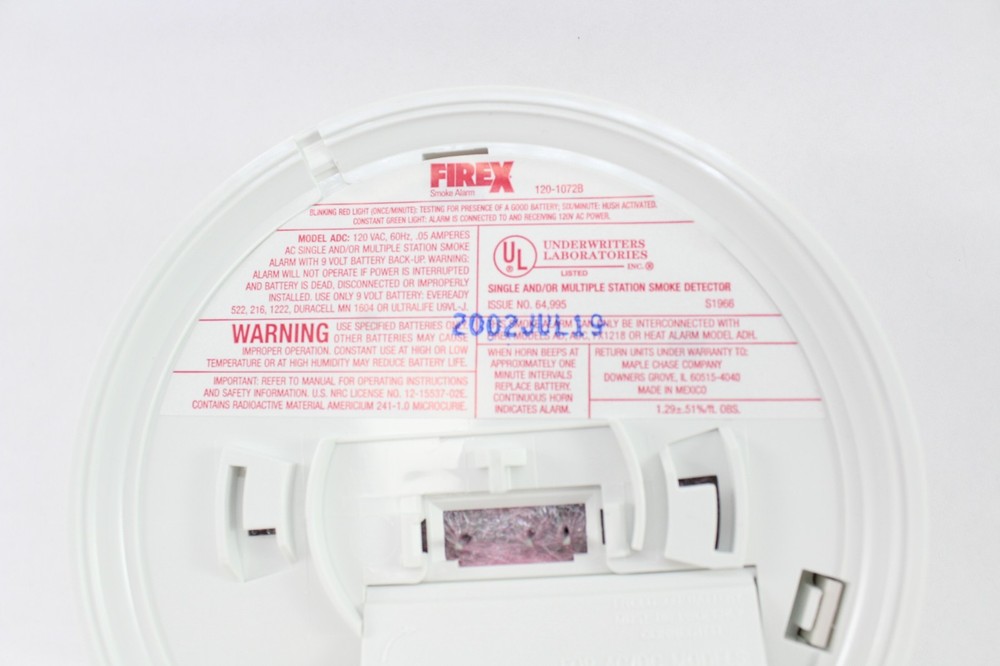 FIREX
Smoke Alarm
120-1072B
BLINKING RED LIGHT (ONCE/MINUTE): TESTING FOR PRESENCE OF A GOOD BATTERY; SIX/MINUTE: HUSH ACTIVATED.
CONSTANT GREEN LIGHT: ALARM IS CONNECTED TO AND RECEIVING 120V AC POWER.
MODEL ADC: 120 VAC, 60Hz, .05 AMPERES
AC SINGLE AND/OR MULTIPLE STATION SMOKE
ALARM WITH 9 VOLT BATTERY BACK-UP. WARNING:
ALARM WILL NOT OPERATE IF POWER IS INTERRUPTED
AND BATTERY IS DEAD, DISCONNECTED OR IMPROPERLY
INSTALLED. USE ONLY 9 VOLT BATTERY: EVEREADY
522, 216, 1222, DURACELL MN 1604 OR ULTRALIFE U9VL-J.
UL
UNDERWRITERS
LABORATORIES
INC.®
LISTED
SINGLE AND/OR MULTIPLE STATION SMOKE DETECTOR
ISSUE NO. 64,995 S1966
WARNING
USE SPECIFIED BATTERIES
OTHER BATTERIES MAY CAUSE
IMPROPER OPERATION. CONSTANT USE AT HIGH OR LOW
TEMPERATURE OR AT HIGH HUMIDITY MAY REDUCE BATTERY LIFE.
2002JUL19
ONLY BE INTERCONNECTED WITH
OR HEAT ALARM MODEL ADH.
IMPORTANT: REFER TO MANUAL FOR OPERATING INSTRUCTIONS
AND SAFETY INFORMATION. U.S. NRC LICENSE NO. 12-15537-02E.
CONTAINS RADIOACTIVE MATERIAL AMERICIUM 241-1.0 MICROCURIE.
WHEN HORN BEEPS AT
APPROXIMATELY ONE
MINUTE INTERVALS
REPLACE BATTERY.
CONTINUOUS HORN
INDICATES ALARM.
RETURN UNITS UNDER WARRANTY TO:
MAPLE CHASE COMPANY
DOWNERS GROVE, IL 60515-4040
MADE IN MEXICO
1.29±.51%/ft. OBS.